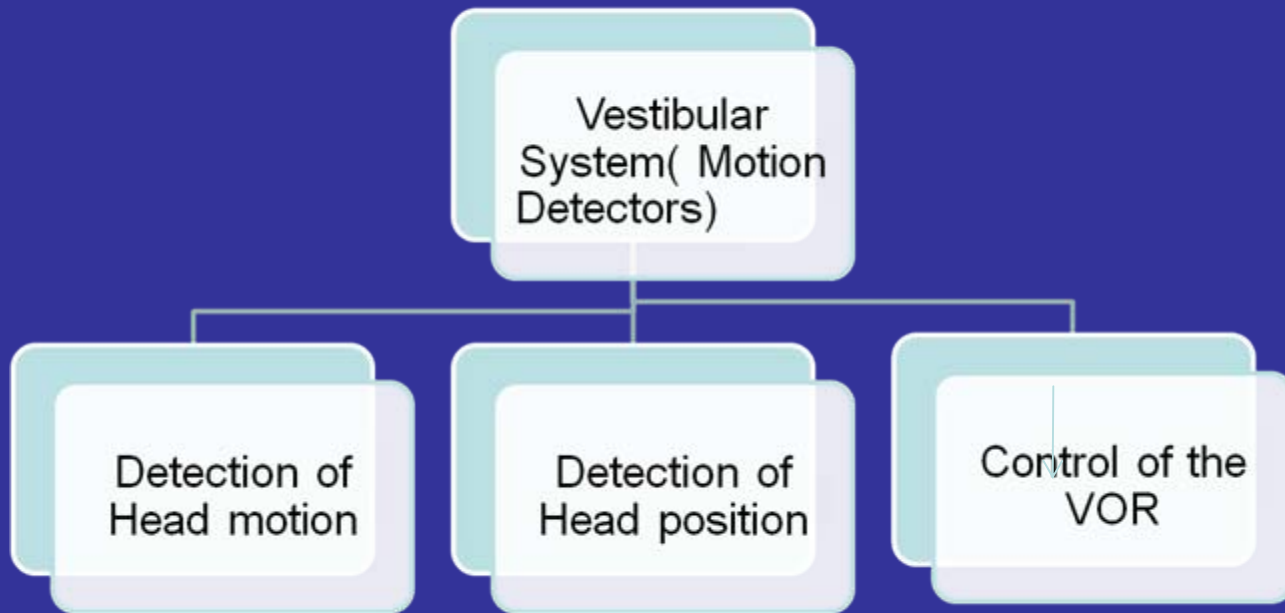 Vestibular
System( Motion
Detectors)
Detection of
Head motion
Detection of
Head position
Control of the
VOR